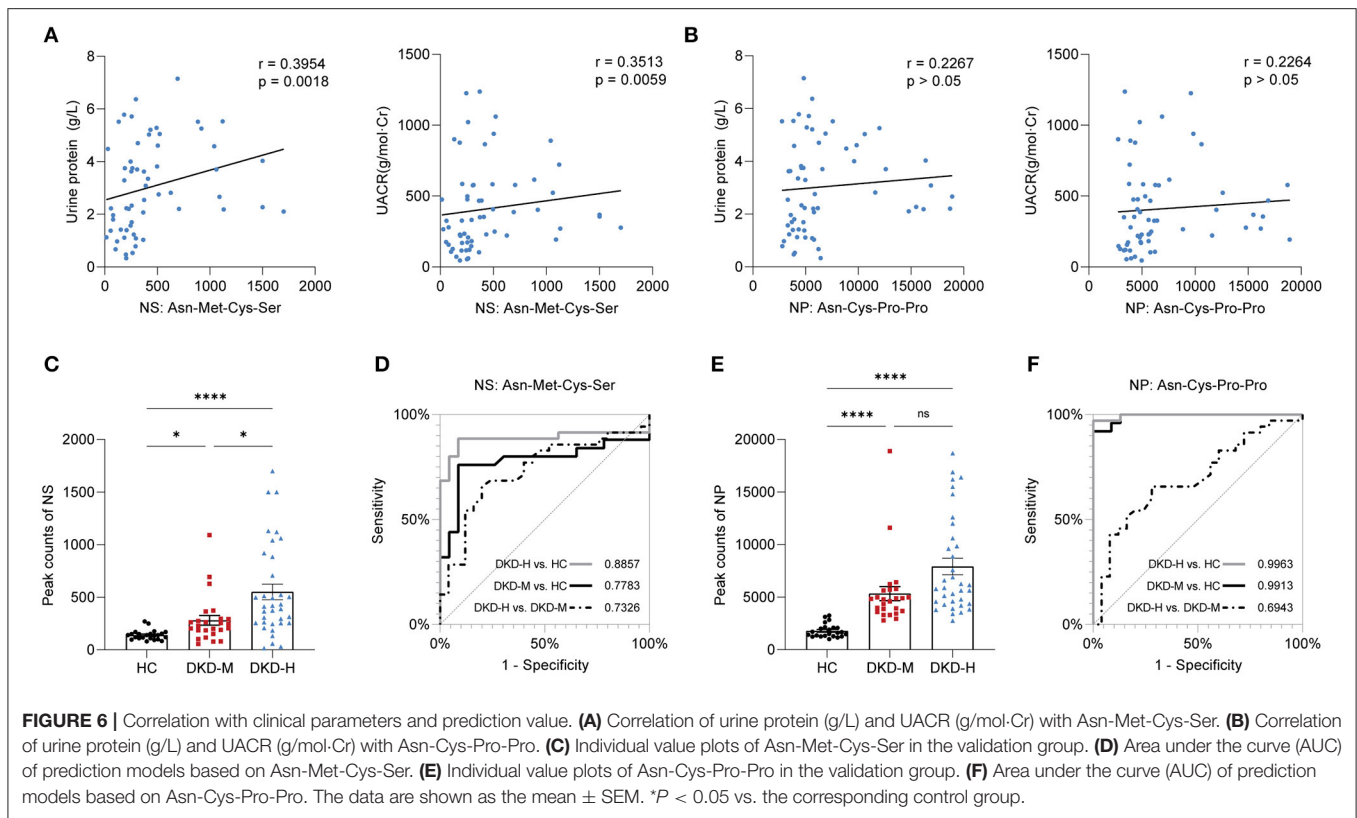 A
8
6
4
2
0
Urine protein (g/L)
r = 0.3954
p = 0.0018
0 500 1000 1500 2000
NS: Asn-Met-Cys-Ser
1500
1000
500
0
UACR(g/mol·Cr)
r = 0.3513
p = 0.0059
0 500 1000 1500 2000
NS: Asn-Met-Cys-Ser
B
8
6
4
2
0
Urine protein (g/L)
r = 0.2267
p > 0.05
0 5000 10000 15000 20000
NP: Asn-Cys-Pro-Pro
1500
1000
500
0
UACR(g/mol·Cr)
r = 0.2264
p > 0.05
0 5000 10000 15000 20000
NP: Asn-Cys-Pro-Pro
C
****
* *
2000
1500
1000
500
0
Peak counts of NS
HC DKD-M DKD-H
D
NS: Asn-Met-Cys-Ser
100%
50%
0%
Sensitivity
DKD-H vs. HC 0.8857
DKD-M vs. HC 0.7783
DKD-H vs. DKD-M 0.7326
50% 100%
1 - Specificity
E
****
**** ns
20000
15000
10000
5000
0
Peak counts of NP
HC DKD-M DKD-H
F
NP: Asn-Cys-Pro-Pro
100%
50%
0%
Sensitivity
DKD-H vs. HC 0.9963
DKD-M vs. HC 0.9913
DKD-H vs. DKD-M 0.6943
50% 100%
1 - Specificity
FIGURE 6 | Correlation with clinical parameters and prediction value. (A) Correlation of urine protein (g/L) and UACR (g/mol·Cr) with Asn-Met-Cys-Ser. (B) Correlation
of urine protein (g/L) and UACR (g/mol·Cr) with Asn-Cys-Pro-Pro. (C) Individual value plots of Asn-Met-Cys-Ser in the validation group. (D) Area under the curve (AUC)
of prediction models based on Asn-Met-Cys-Ser. (E) Individual value plots of Asn-Cys-Pro-Pro in the validation group. (F) Area under the curve (AUC) of prediction
models based on Asn-Cys-Pro-Pro. The data are shown as the mean ± SEM. *P < 0.05 vs. the corresponding control group.